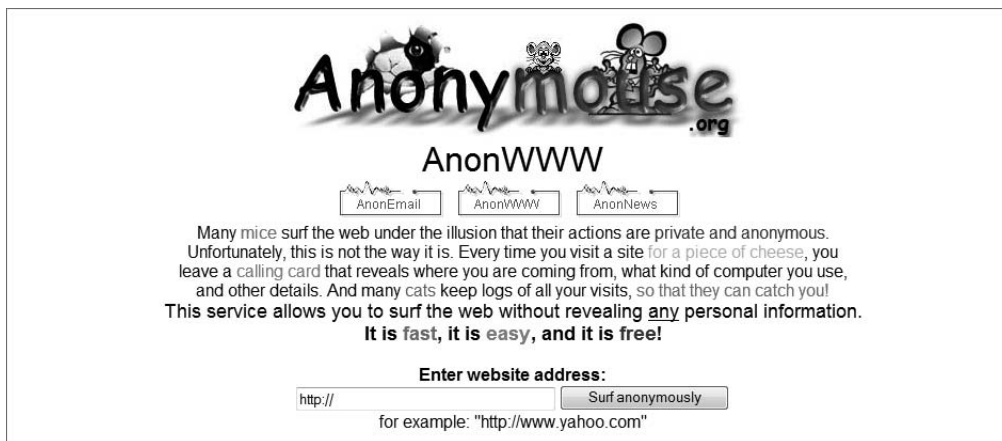 Anonymouse
.org
AnonWWW
AnonEmail AnonWWW AnonNews
Many mice surf the web under the illusion that their actions are private and anonymous.
Unfortunately, this is not the way it is. Every time you visit a site for a piece of cheese, you
leave a calling card that reveals where you are coming from, what kind of computer you use,
and other details. And many cats keep logs of all your visits, so that they can catch you!
This service allows you to surf the web without revealing any personal information.
It is fast, it is easy, and it is free!
Enter website address:
http:// Surf anonymously
for example: "http://www.yahoo.com"